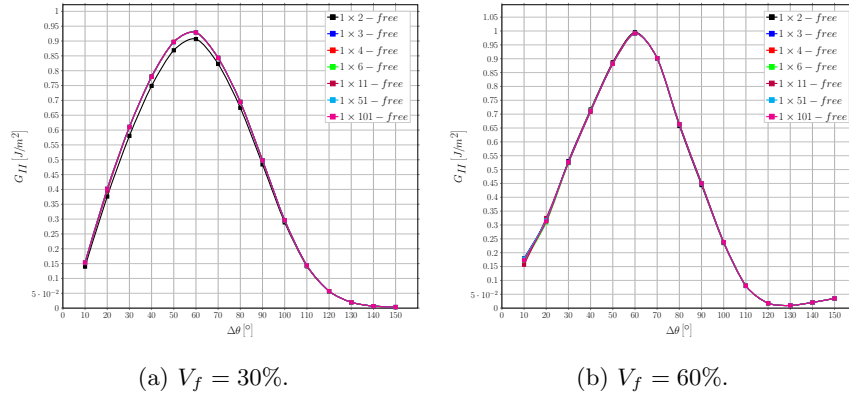 1
0.95
0.9
0.85
0.8
0.75
0.7
0.65
0.6
0.55
0.5
0.45
0.4
0.35
0.3
0.25
0.2
0.15
0.1
5 · 10⁻²
0
G_{II} [J/m²]
0 10 20 30 40 50 60 70 80 90 100 110 120 130 140 150
Δθ [°]
1 × 2 − free
1 × 3 − free
1 × 4 − free
1 × 6 − free
1 × 11 − free
1 × 51 − free
1 × 101 − free
(a) V_f = 30%.
1.05
1
0.95
0.9
0.85
0.8
0.75
0.7
0.65
0.6
0.55
0.5
0.45
0.4
0.35
0.3
0.25
0.2
0.15
0.1
5 · 10⁻²
0
G_{II} [J/m²]
0 10 20 30 40 50 60 70 80 90 100 110 120 130 140 150
Δθ [°]
1 × 2 − free
1 × 3 − free
1 × 4 − free
1 × 6 − free
1 × 11 − free
1 × 51 − free
1 × 101 − free
(b) V_f = 60%.